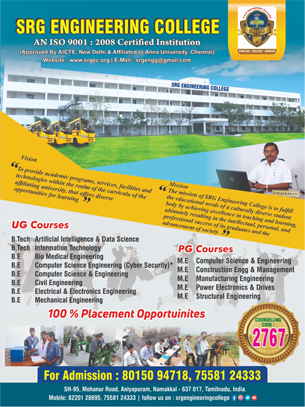 SRG ENGINEERING COLLEGE
AN ISO 9001 : 2008 Certified Institution
(Approved By AICTE, New Delhi & Affiliated to Anna University, Chennai)
Website : www.srgec.org | E-Mail : srgengg@gmail.com
SRG ENGINEERING COLLEGE
Vision
“To provide academic programs, services, facilities and
technologies within the realm of the curricula of the
affiliating university, that offers diverse
opportunities for learning ”
Mission
“ The mission of SRG Engineering College is to fulfill
the educational needs of a culturally diverse student
body by achieving excellence in teaching and learning
ultimately resulting in the intellectual, personal, and
professional success of its graduates and the
advancement of society. ”
UG Courses
B.Tech Artificial Intelligence & Data Science
B.Tech Information Technology
B.E Bio Medical Engineering
B.E Computer Science Engineering (Cyber Security)*
B.E Computer Science & Engineering
B.E Civil Engineering
B.E Electrical & Electronics Engineering
B.E Mechanical Engineering
PG Courses
M.E Computer Science & Engineering
M.E Construction Engg & Management
M.E Manufacturing Engineering
M.E Power Electronics & Drives
M.E Structural Engineering
100 % Placement Opportuinites
COUNSELLING
CODE
2767
For Admission : 80150 94718, 75581 24333
SH-95, Mohanur Road, Aniyapuram, Namakkal - 637 017, Tamilnadu, India.
Mobile: 82201 28695, 75581 24333 | follow us on : srgengineeringcollege